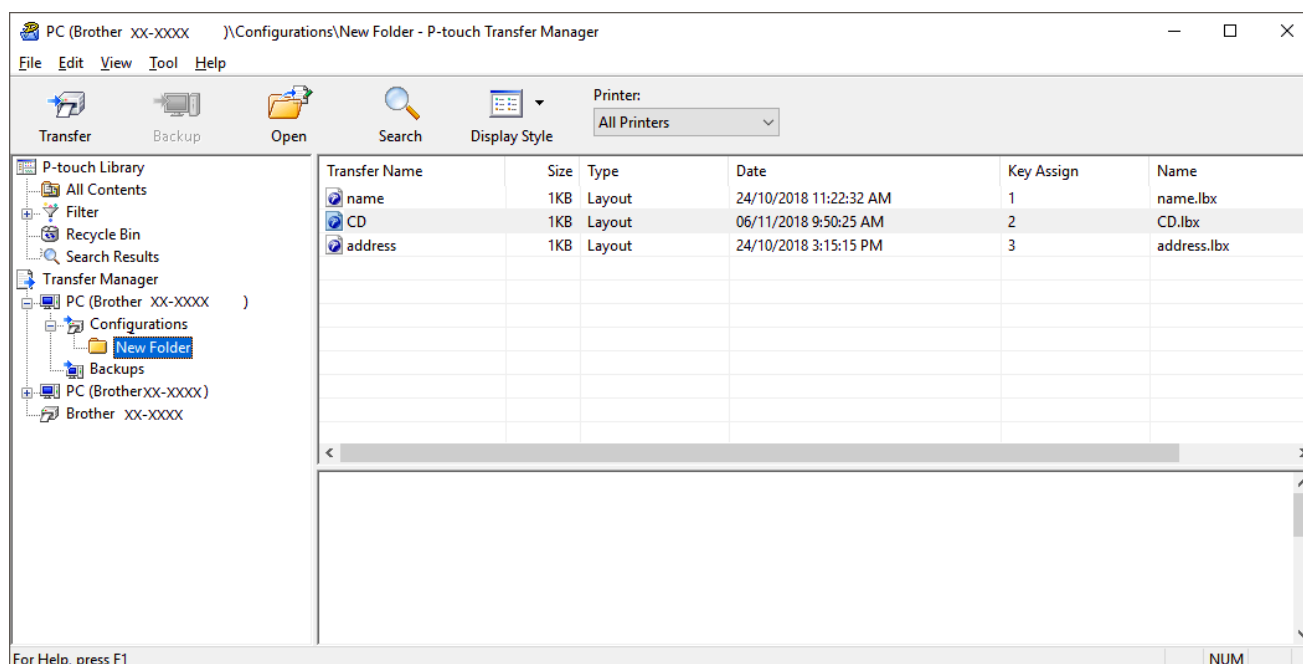 PC (Brother XX-XXXX )\Configurations\New Folder - P-touch Transfer Manager
File Edit View Tool Help
Transfer Backup Open Search Display Style
Printer:
All Printers
P-touch Library
All Contents
Filter
Recycle Bin
Search Results
Transfer Manager
PC (Brother XX-XXXX )
Configurations
New Folder
Backups
PC (BrotherXX-XXXX)
Brother XX-XXXX
Transfer Name Size Type Date Key Assign Name
name 1KB Layout 24/10/2018 11:22:32 AM 1 name.lbx
CD 1KB Layout 06/11/2018 9:50:25 AM 2 CD.lbx
address 1KB Layout 24/10/2018 3:15:15 PM 3 address.lbx
For Help, press F1
NUM